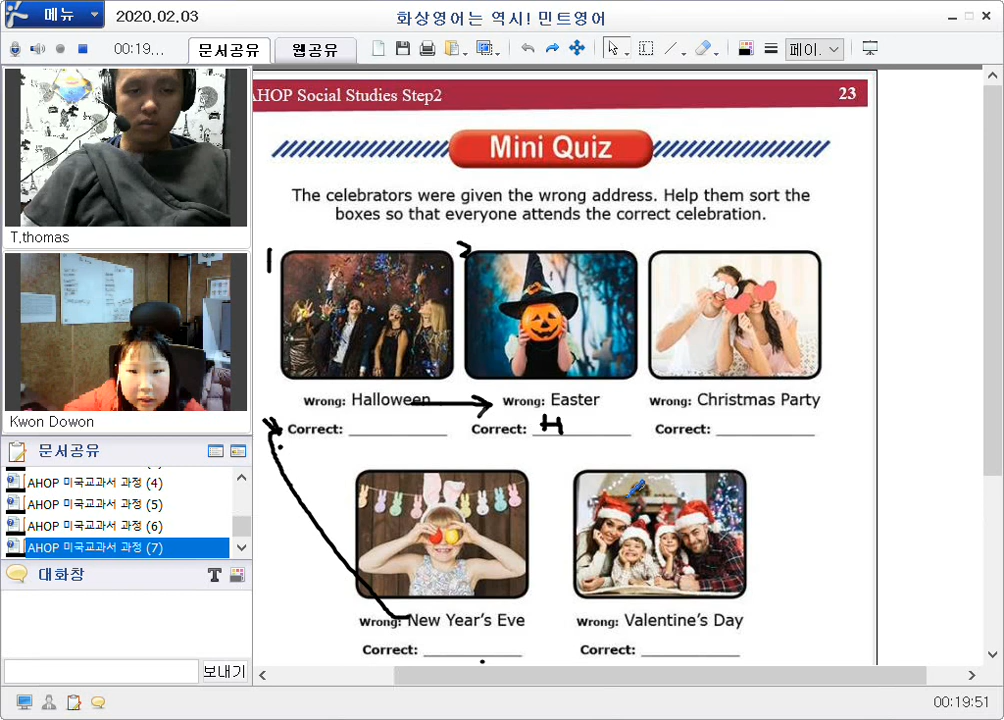 메뉴 2020.02.03 화상영어는 역시! 민트영어
00:19... 문서공유 웹공유 페이.
AHOP Social Studies Step2 23
Mini Quiz
The celebrators were given the wrong address. Help them sort the
boxes so that everyone attends the correct celebration.
1 2
Wrong: Halloween Wrong: Easter Wrong: Christmas Party
Correct: ____ Correct: H Correct: ____
Wrong: New Year's Eve Wrong: Valentine's Day
Correct: ____ Correct: ____
T.thomas
Kwon Dowon
문서공유
AHOP 미국교과서 과정 (4)
AHOP 미국교과서 과정 (5)
AHOP 미국교과서 과정 (6)
AHOP 미국교과서 과정 (7)
대화창 T
보내기
00:19:51